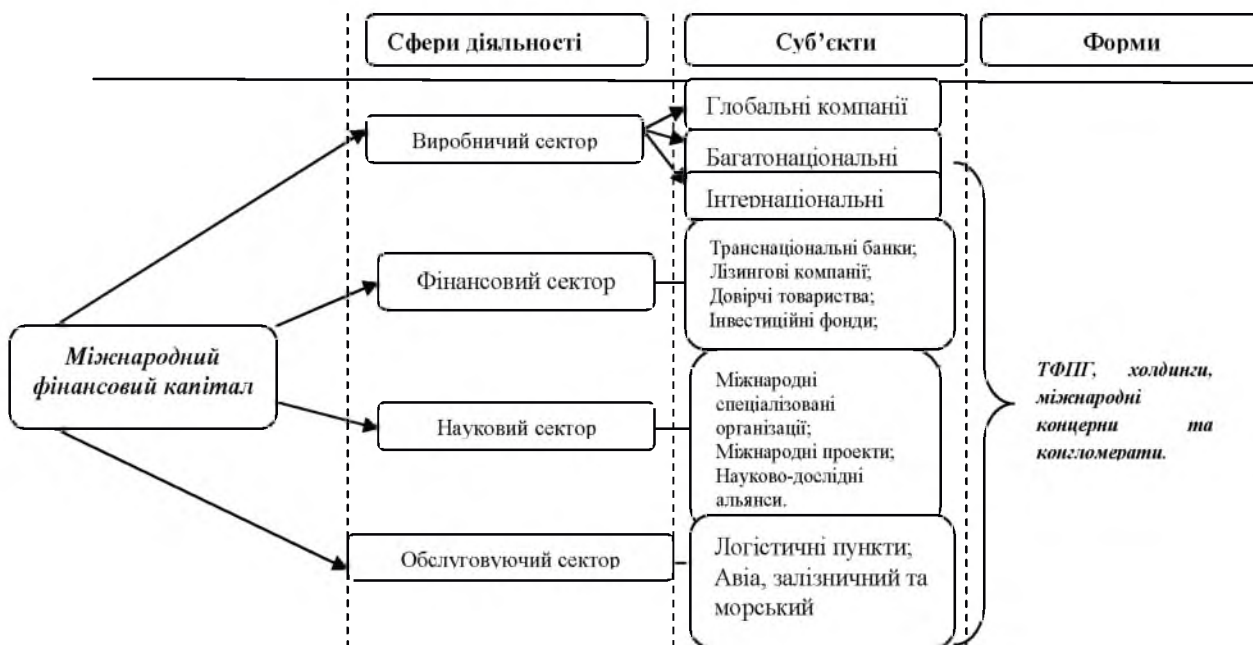 Сфери діяльності
Суб’єкти
Форми
Виробничий сектор
Глобальні компанії
Багатонаціональні
Інтернаціональні
Фінансовий сектор
Транснаціональні банки;
Лізингові компанії;
Довірчі товариства;
Інвестиційні фонди;
Міжнародний
фінансовий капітал
Науковий сектор
Міжнародні
спеціалізовані
організації;
Міжнародні проекти;
Науково-дослідні
альянси.
Обслуговуючий сектор
Логістичні пункти;
Авіа, залізничний та
морський
ТФПГ, холдинги,
міжнародні
концерни та
конгломерати.